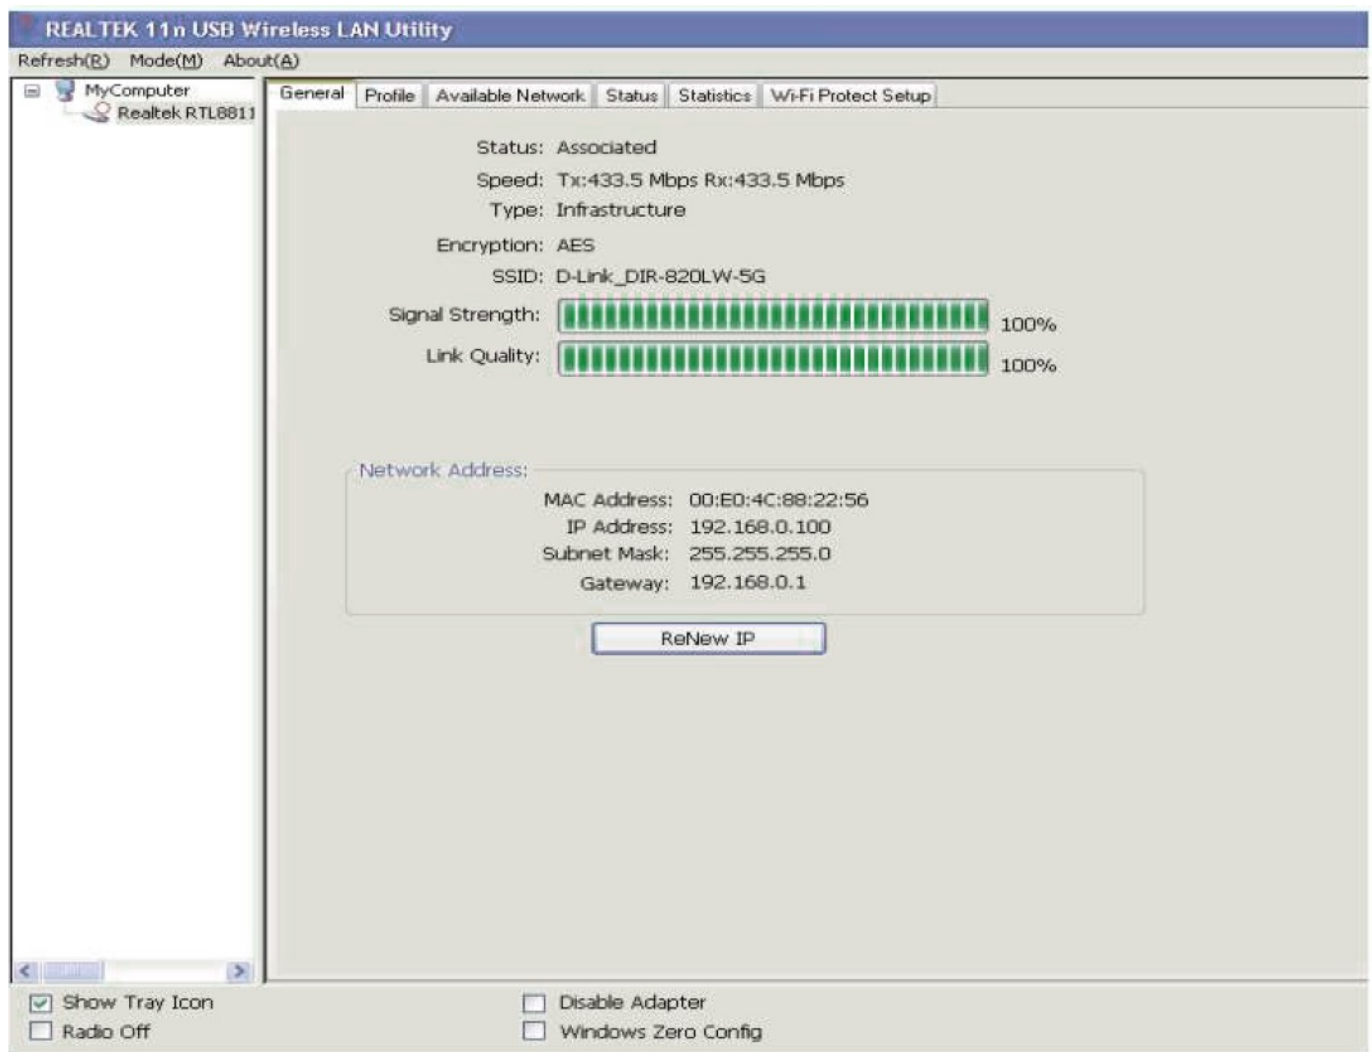 REALTEK 11n USB Wireless LAN Utility
Refresh(R) Mode(M) About(A)
MyComputer
Realtek RTL8811
General Profile Available Network Status Statistics Wi-Fi Protect Setup
Status: Associated
Speed: Tx:433.5 Mbps Rx:433.5 Mbps
Type: Infrastructure
Encryption: AES
SSID: D-Link_DIR-820LW-5G
Signal Strength: 100%
Link Quality: 100%
Network Address:
MAC Address: 00:E0:4C:88:22:56
IP Address: 192.168.0.100
Subnet Mask: 255.255.255.0
Gateway: 192.168.0.1
ReNew IP
Show Tray Icon Disable Adapter
Radio Off Windows Zero Config